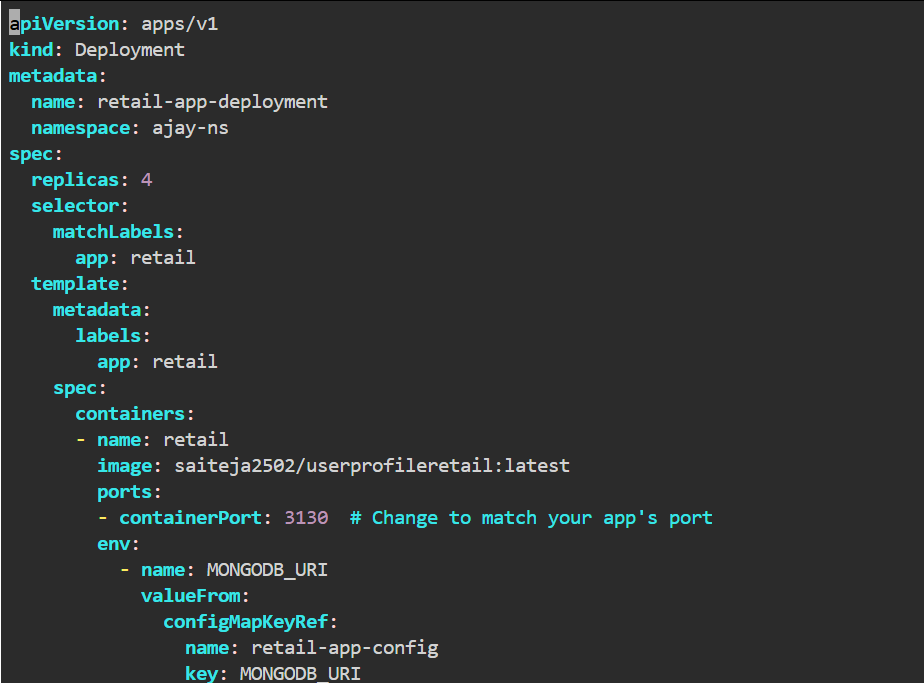 apiVersion: apps/v1
kind: Deployment
metadata:
  name: retail-app-deployment
  namespace: ajay-ns
spec:
  replicas: 4
  selector:
    matchLabels:
      app: retail
  template:
    metadata:
      labels:
        app: retail
    spec:
      containers:
      - name: retail
        image: saiteja2502/userprofileretail:latest
        ports:
        - containerPort: 3130  # Change to match your app's port
        env:
          - name: MONGODB_URI
            valueFrom:
              configMapKeyRef:
                name: retail-app-config
                key: MONGODB_URI